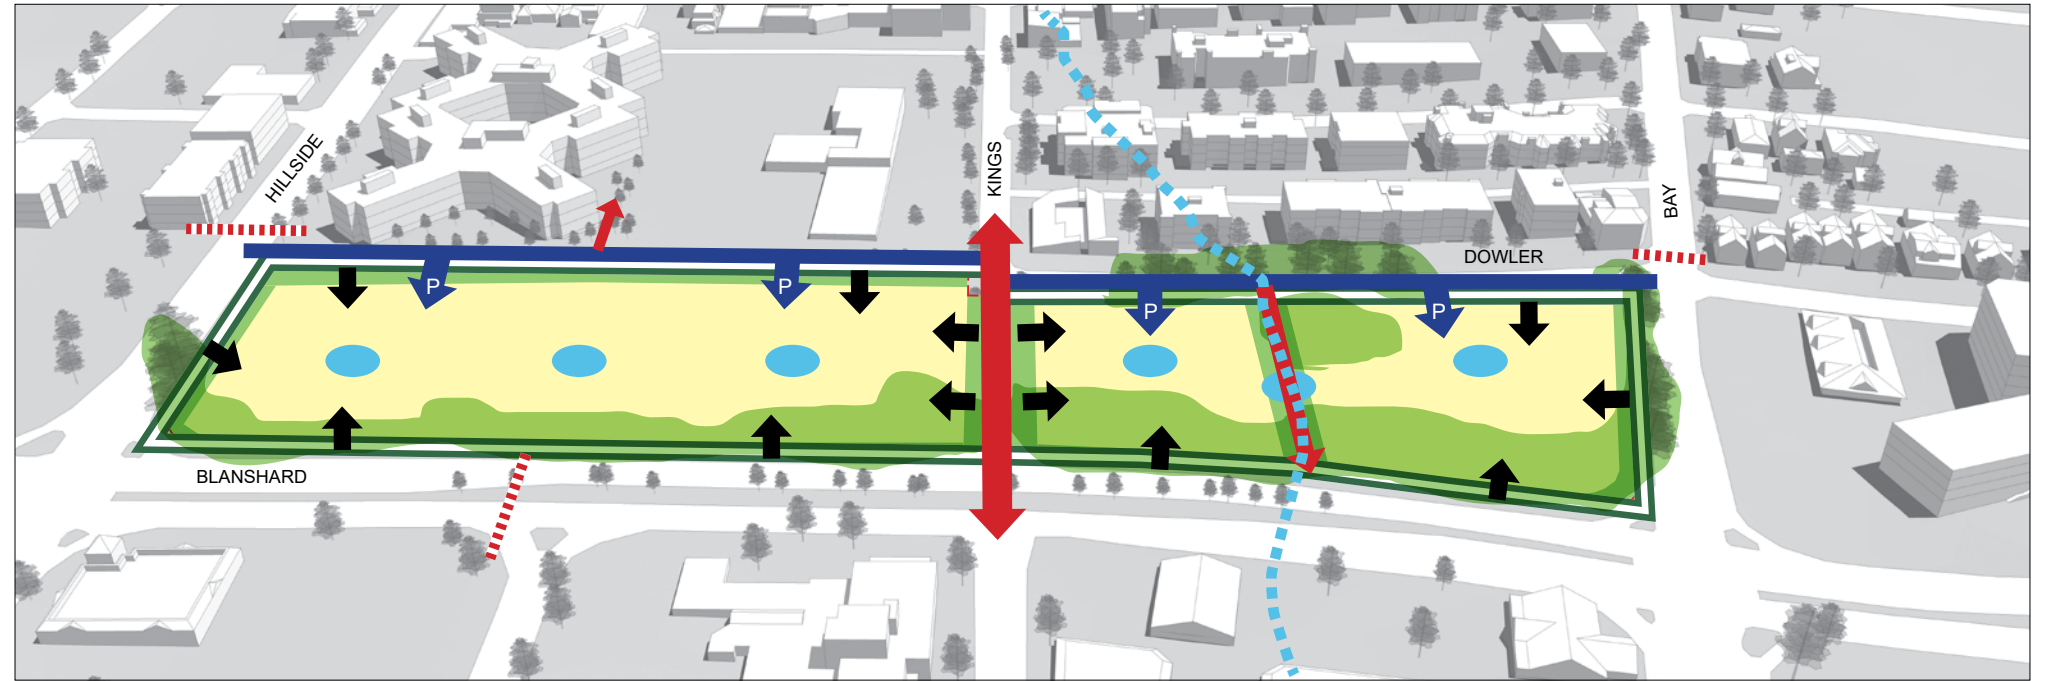 HILLSIDE
KINGS
BAY
DOWLER
P
P
P
P
BLANSHARD